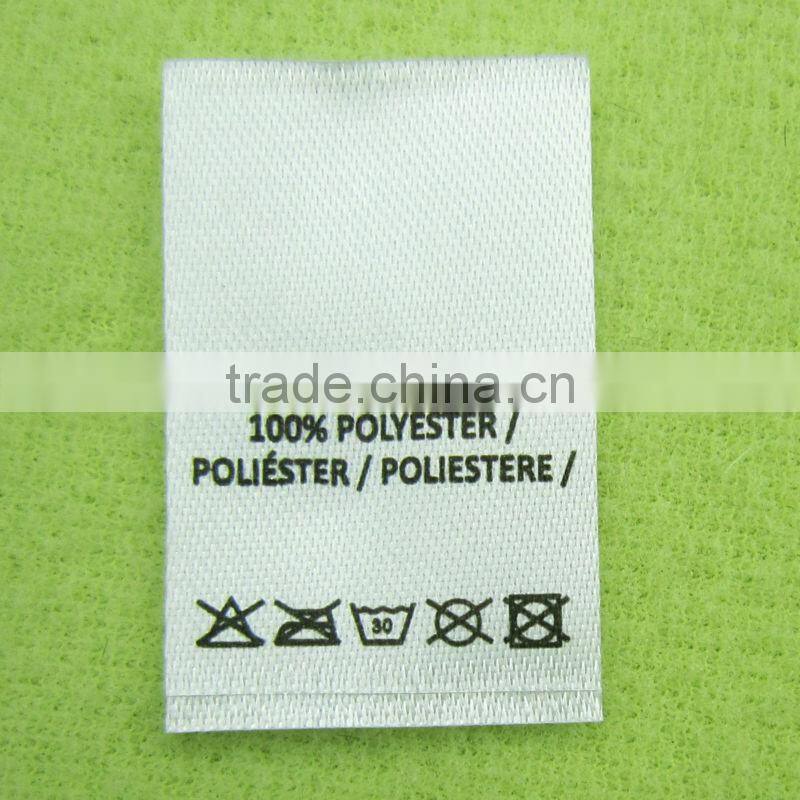 trade.china.cn
100% POLYESTER /
POLIÉSTER / POLIESTERE /
30